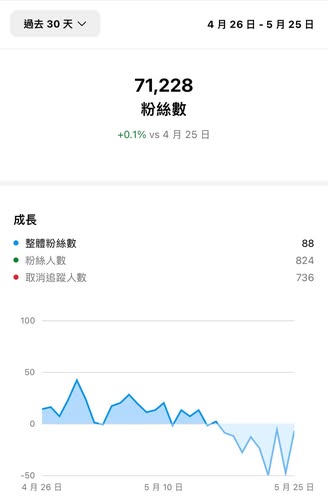 過去 30 天
4 月 26 日 - 5 月 25 日
71,228
粉絲數
+0.1% vs 4 月 25 日
成長
整體粉絲數 88
粉絲人數 824
取消追蹤人數 736
100
50
0
-50
4 月 26 日 5 月 10 日 5 月 25 日